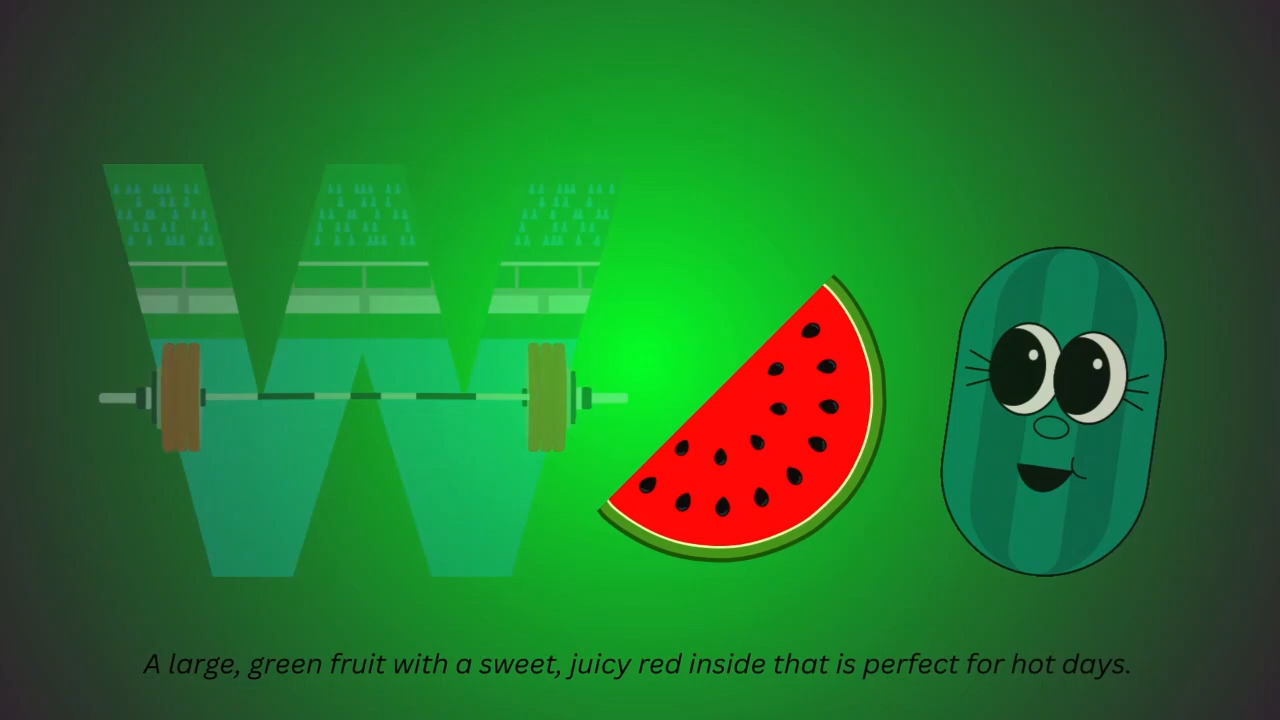 W
A large, green fruit with a sweet, juicy red inside that is perfect for hot days.